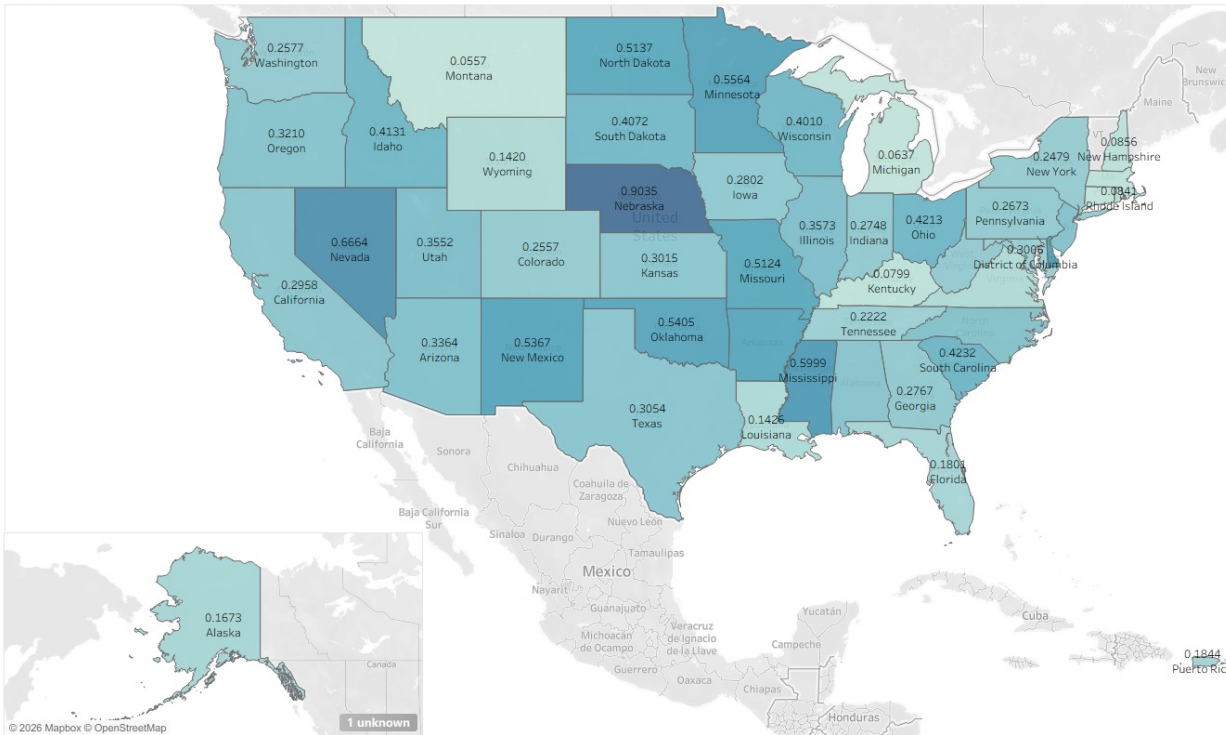 New
Brunswick
Maine
0.2577
Washington
0.0557
Montana
0.5137
North Dakota
0.5564
Minnesota
0.3210
Oregon
0.4131
Idaho
0.4072
South Dakota
0.4010
Wisconsin
VT
0.0856
New Hampshire
0.1420
Wyoming
0.0637
Michigan
0.2479
New York
0.0841
Rhode Island
0.2802
Iowa
0.9035
Nebraska
United
States
0.2673
Pennsylvania
0.6664
Nevada
0.3552
Utah
0.2557
Colorado
0.3015
Kansas
0.3573
Illinois
0.2748
Indiana
0.4213
Ohio
0.3006
District of Columbia
West
Virginia
Virginia
0.2958
California
0.5124
Missouri
0.0799
Kentucky
0.2222
Tennessee
North
Carolina
0.3364
Arizona
0.5367
New Mexico
0.5405
Oklahoma
Arkansas
0.5999
Mississippi
Alabama
0.4232
South Carolina
0.2767
Georgia
0.3054
Texas
0.1426
Louisiana
0.1801
Florida
Baja
California
Sonora
Chihuahua
Coahuila de
Zaragoza
Baja California
Sur
Sinaloa
Durango
Nuevo León
Tamaulipas
Mexico
Nayarit
Guanajuato
Michoacán
de Ocampo
Veracruz
de Ignacio
de la Llave
Guerrero
Oaxaca
Chiapas
Campeche
Yucatán
Cuba
Honduras
0.1844
Puerto Ric
0.1673
Alaska
Canada
1 unknown
© 2026 Mapbox © OpenStreetMap